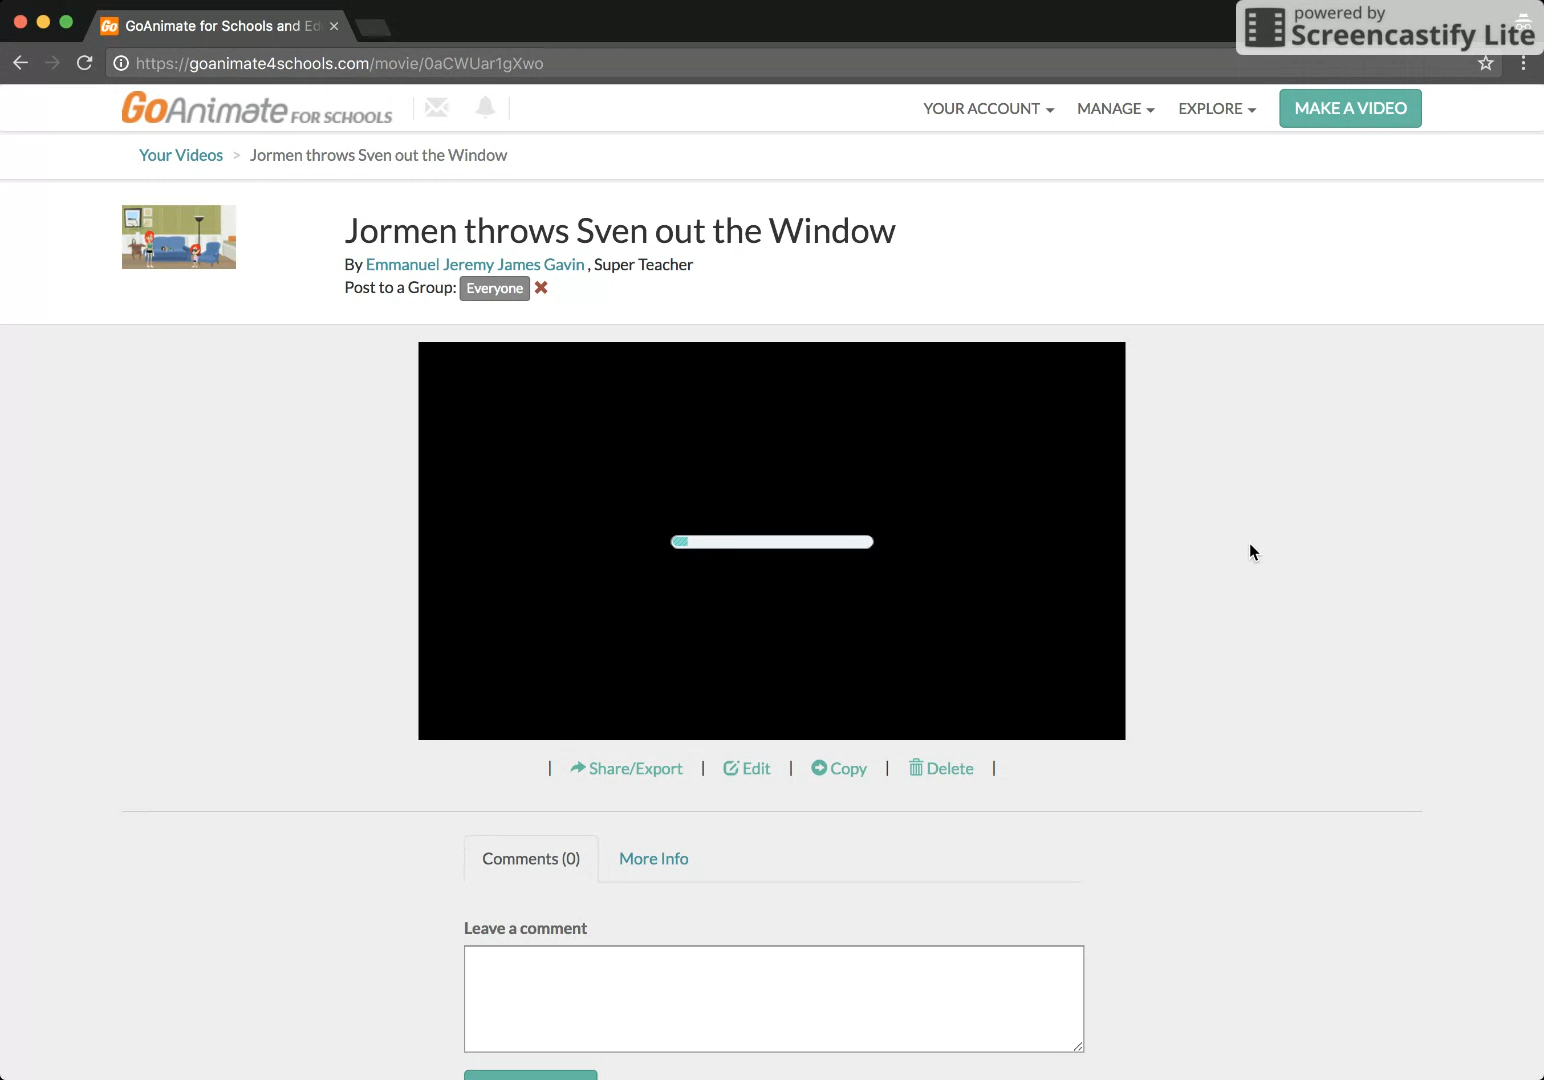 GoAnimate for Schools and Ed
powered by
Screencastify Lite
https://goanimate4schools.com/movie/0aCWUar1gXwo
GoAnimate FOR SCHOOLS
YOUR ACCOUNT MANAGE EXPLORE MAKE A VIDEO
Your Videos > Jormen throws Sven out the Window
Jormen throws Sven out the Window
By Emmanuel Jeremy James Gavin , Super Teacher
Post to a Group: Everyone
| Share/Export | Edit | Copy | Delete |
Comments (0) More Info
Leave a comment